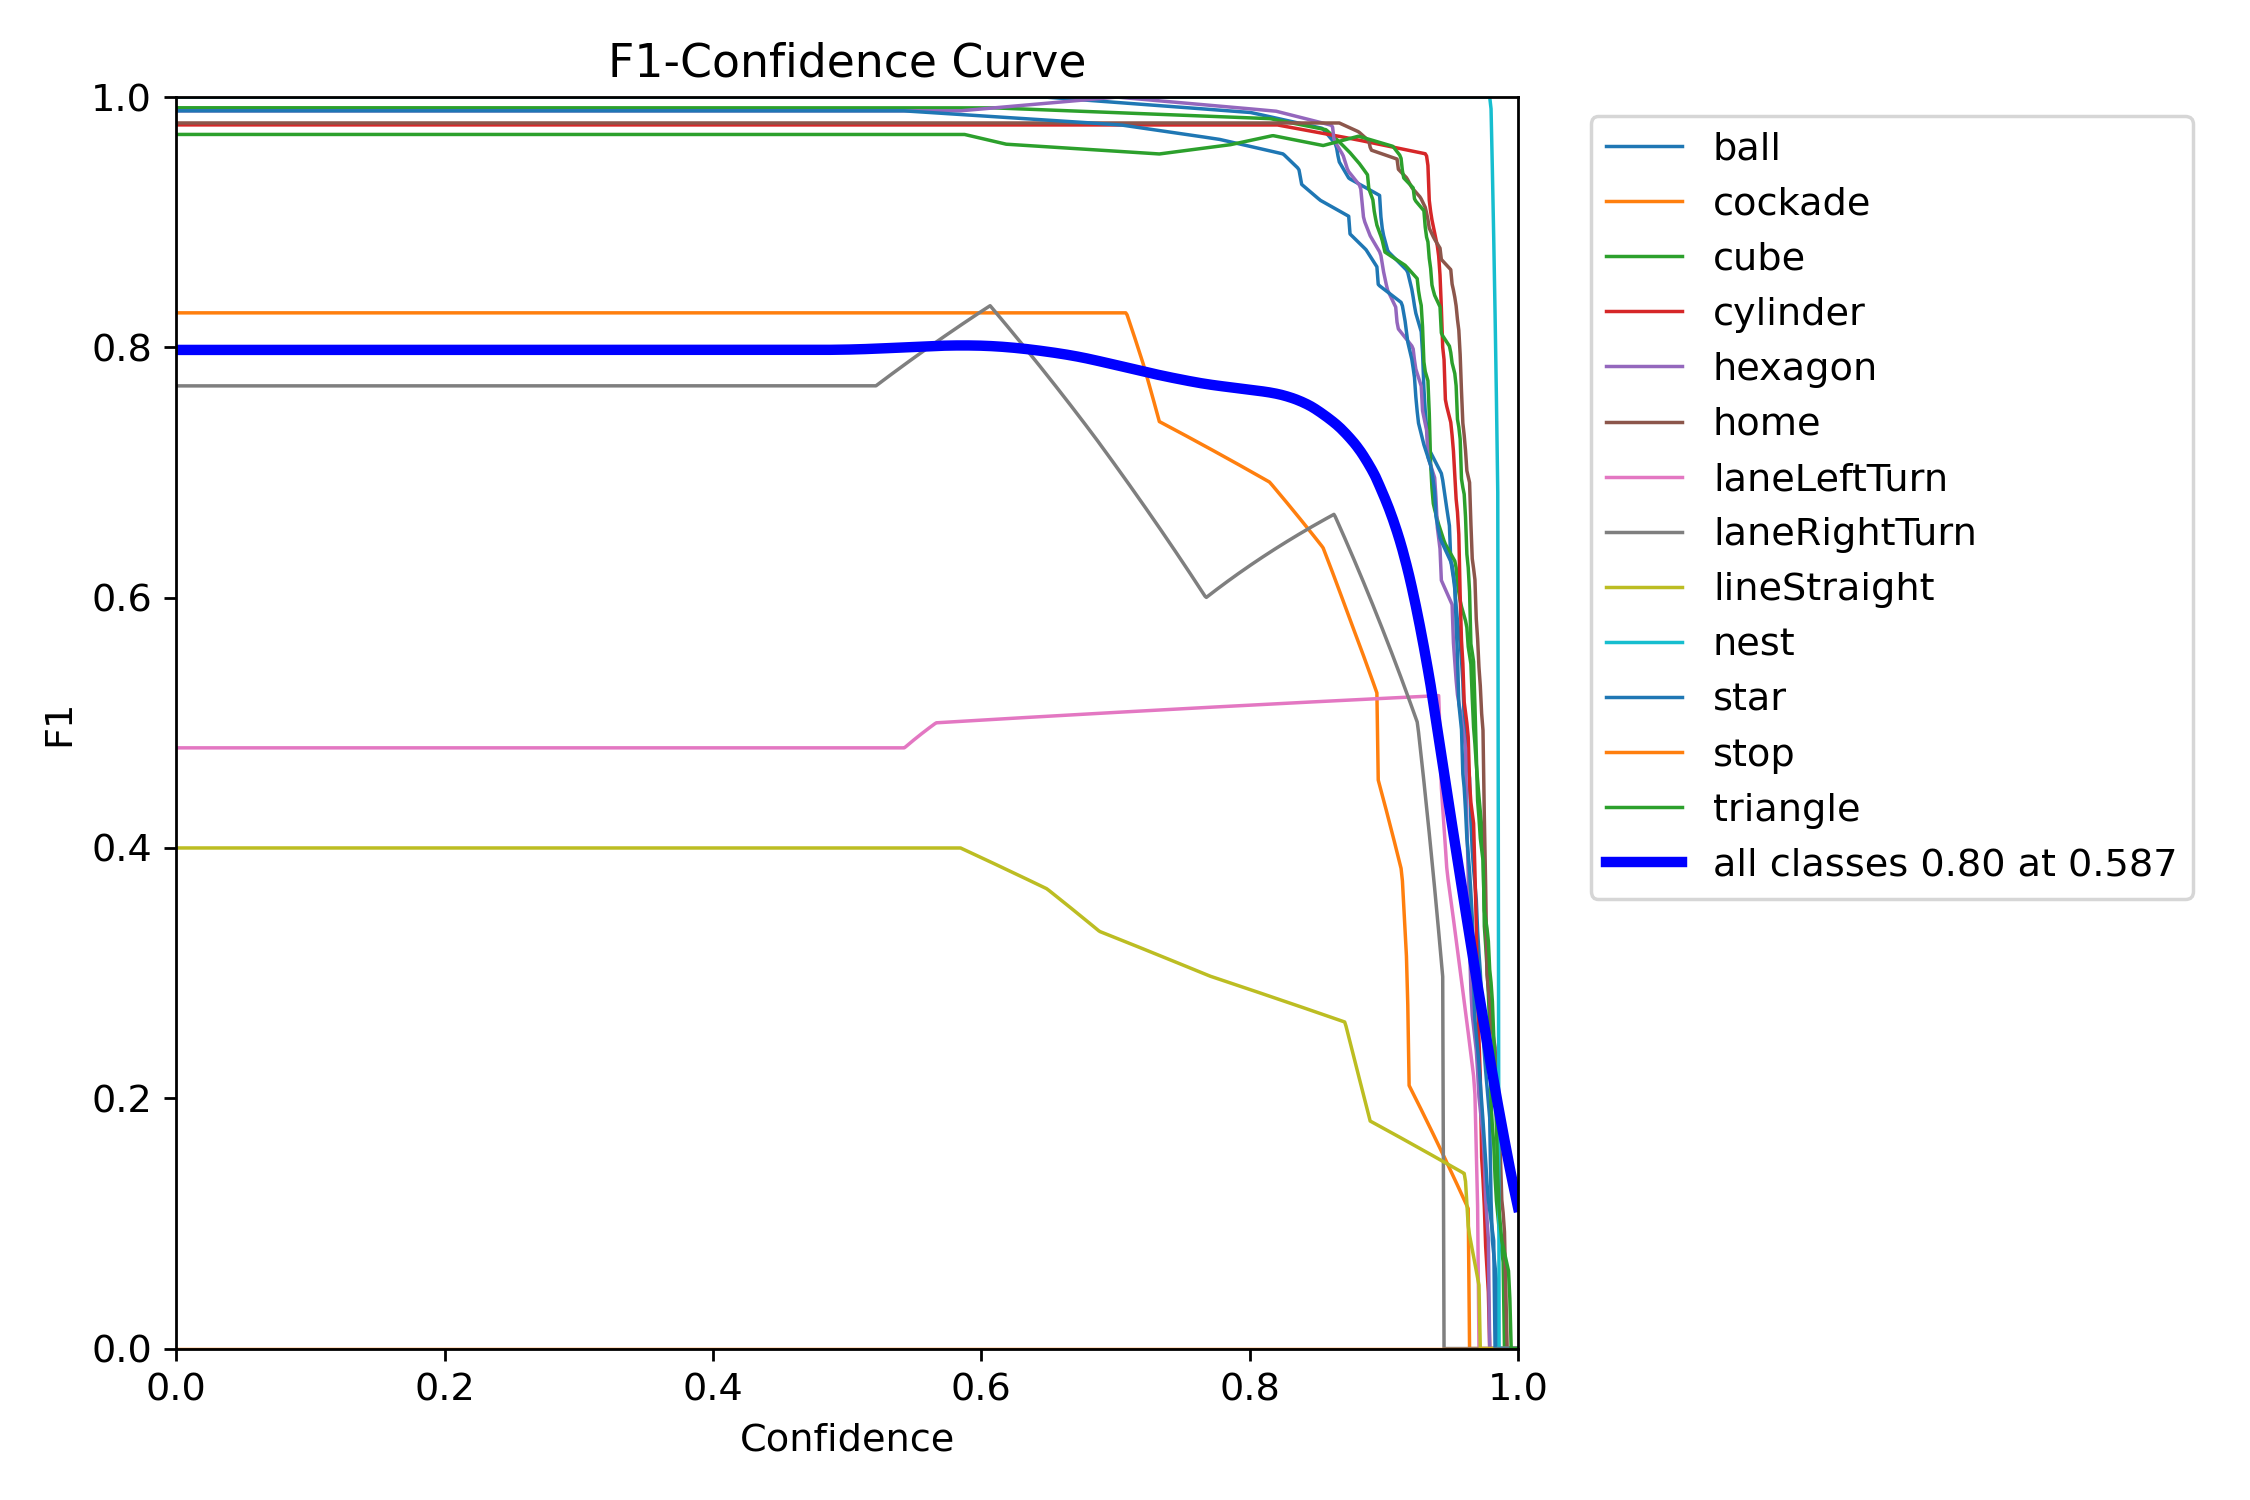 F1-Confidence Curve
1.0
0.8
0.6
0.4
0.2
0.0
F1
0.0 0.2 0.4 0.6 0.8 1.0
Confidence
ball
cockade
cube
cylinder
hexagon
home
laneLeftTurn
laneRightTurn
lineStraight
nest
star
stop
triangle
all classes 0.80 at 0.587